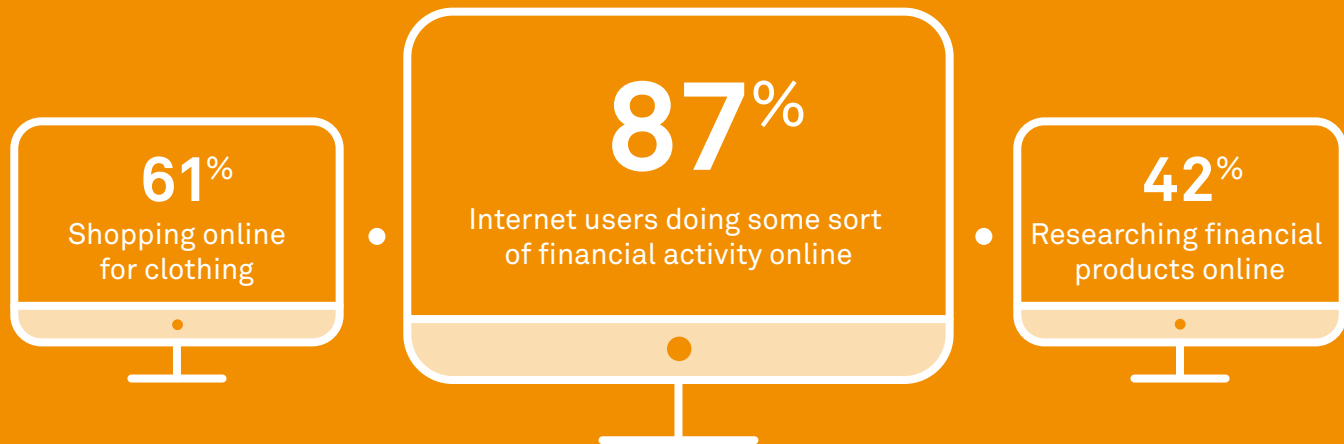 61%
Shopping online
for clothing
87%
Internet users doing some sort
of financial activity online
42%
Researching financial
products online